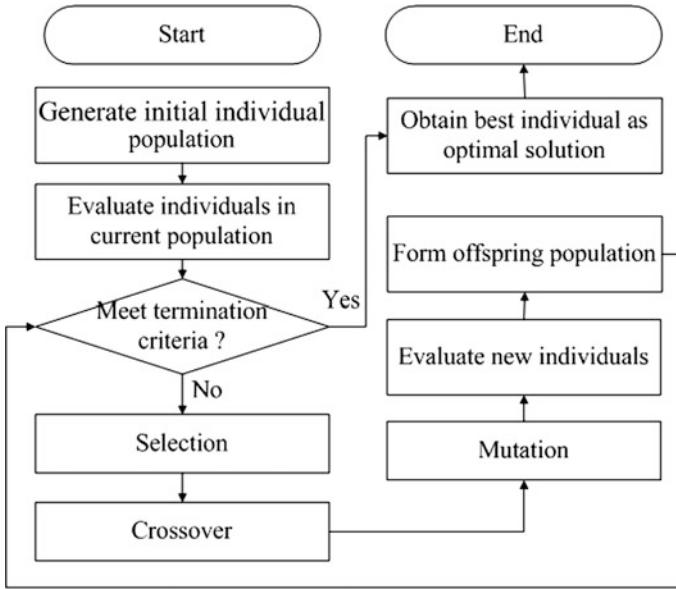 Start
Generate initial individual
population
Evaluate individuals in
current population
Meet termination
criteria ?
Yes
No
Selection
Crossover
Mutation
Evaluate new individuals
Form offspring population
Obtain best individual as
optimal solution
End